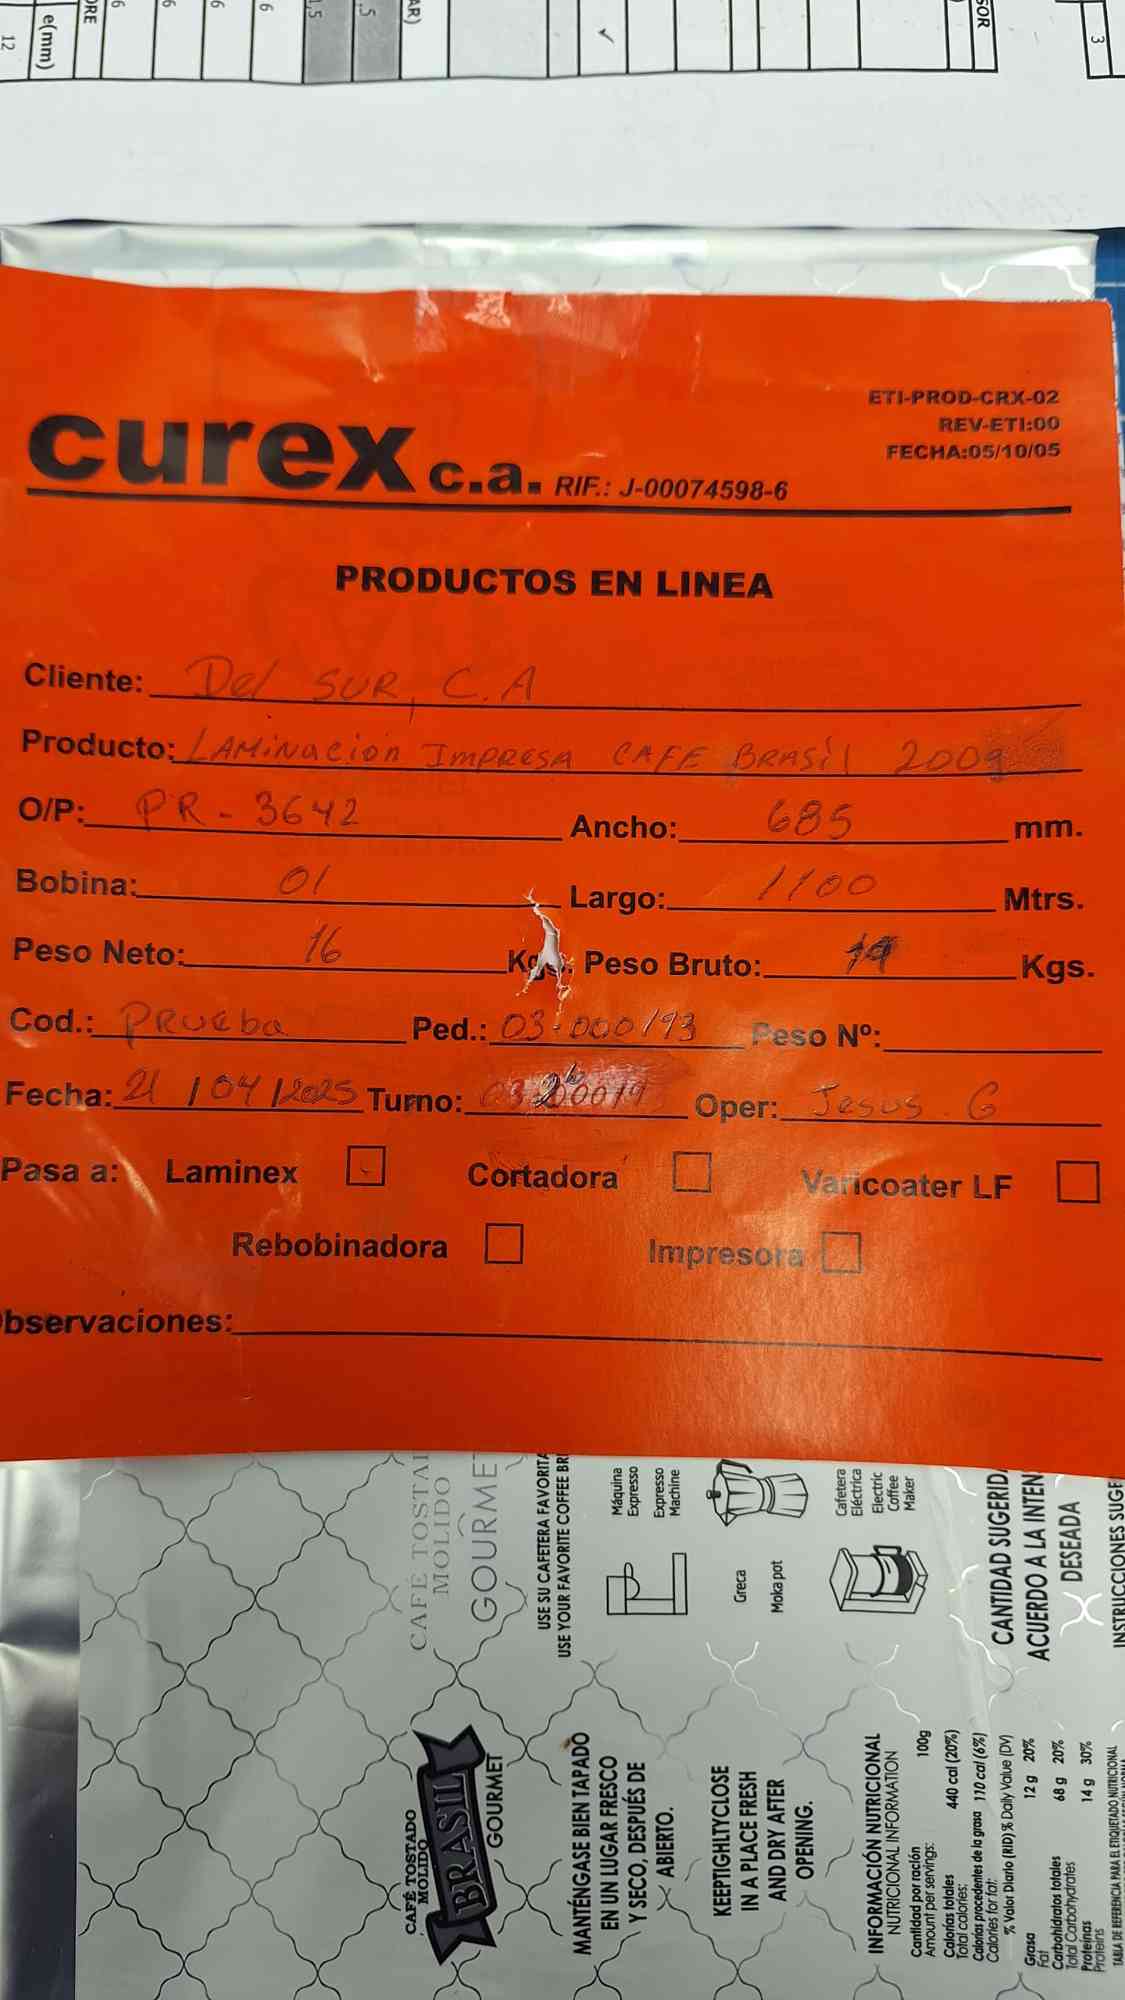 e(mm)
12
ORE
6
6
6
6
1,5
,5
AR)
SOR
3
ETI-PROD-CRX-02
REV-ETI:00
FECHA:05/10/05
curex c.a. RIF.: J-00074598-6
PRODUCTOS EN LINEA
Cliente: Del SUR, C.A
Producto: LAMINACION IMPRESA CAFE BRASIL 200g
O/P: PR-3642 Ancho: 685 mm.
Bobina: 01 Largo: 1100 Mtrs.
Peso Neto: 16 Kgs. Peso Bruto: Kgs.
Cod.: PRUEba Ped.: 03-000193 Peso Nº:
Fecha: 21/04/2025 Turno: Oper: Jesus. G
Pasa a: Laminex Cortadora Varicoater LF
Rebobinadora Impresora
bservaciones:
CAFÉ TOSTAD
MOLIDO
GOURMET
USE SU CAFETERA FAVORITA
USE YOUR FAVORITE COFFEE BR
Máquina
Expresso
Expresso
Machine
Greca
Moka pot
Cafetera
Eléctrica
Electric
Coffee
Maker
CANTIDAD SUGERID
ACUERDO A LA INTEN
DESEADA
INSTRUCCIONES SUGE
CAFÉ TOSTADO
MOLIDO
BRASIL
GOURMET
MANTÉNGASE BIEN TAPADO
EN UN LUGAR FRESCO
Y SECO, DESPUÉS DE
ABIERTO.
KEEPTIGHLTYCLOSE
IN A PLACE FRESH
AND DRY AFTER
OPENING.
INFORMACIÓN NUTRICIONAL
NUTRICIONAL INFORMATION
Cantidad por ración 100g
Amount per servings:
Calorías totales 440 cal (20%)
Total calories:
Calorías procedentes de la grasa 110 cal (6%)
Calories for fat:
% Valor Diario (RID) % Daily Value (DV)
Grasa 12 g 20%
Fat
Carbohidratos totales 68 g 20%
Total Carbohydrates
Proteínas 14 g 30%
Proteins
TABLA DE REFERENCIA PARA EL ETIQUETADO NUTRICIONAL